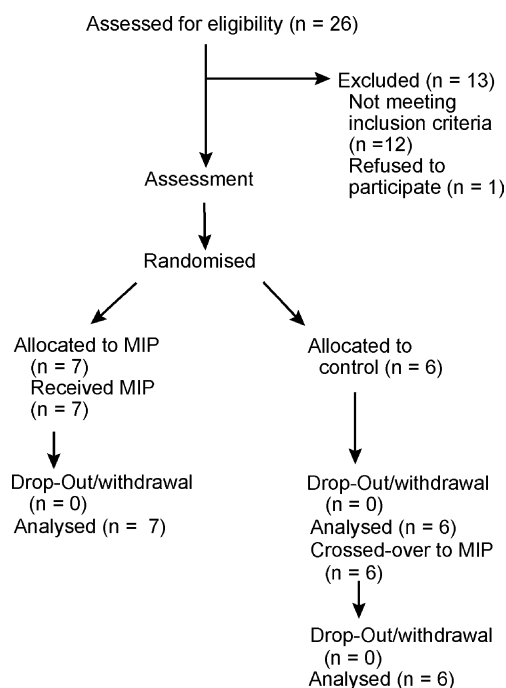 Assessed for eligibility (n = 26)
Excluded (n = 13)
Not meeting
inclusion criteria
(n =12)
Refused to
participate (n = 1)
Assessment
Randomised
Allocated to MIP
(n = 7)
Received MIP
(n = 7)
Drop-Out/withdrawal
(n = 0)
Analysed (n = 7)
Allocated to
control (n = 6)
Drop-Out/withdrawal
(n = 0)
Analysed (n = 6)
Crossed-over to MIP
(n = 6)
Drop-Out/withdrawal
(n = 0)
Analysed (n = 6)